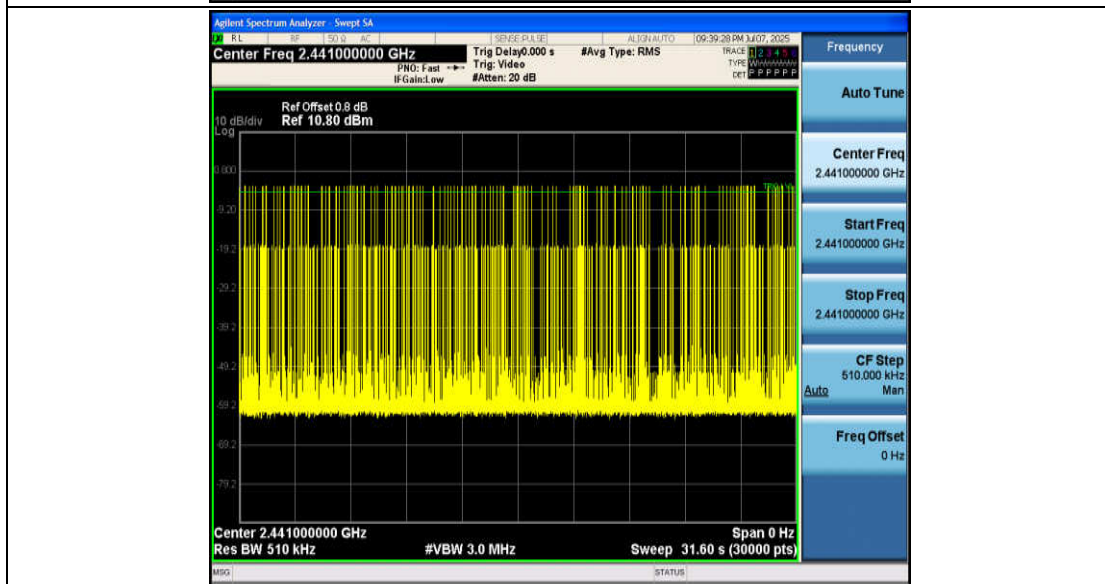 Agilent Spectrum Analyzer - Swept SA
RL RF 50 Ω AC SENSE:PULSE ALIGN AUTO 09:39:28 PM Jul 07, 2025
Center Freq 2.441000000 GHz
PNO: Fast
IFGain:Low
Trig Delay0.000 s
Trig: Video
#Atten: 20 dB
#Avg Type: RMS
TRACE 1 2 3 4 5 6
TYPE
DET P P P P P P
Frequency
Auto Tune
Center Freq
2.441000000 GHz
Start Freq
2.441000000 GHz
Stop Freq
2.441000000 GHz
CF Step
510.000 kHz
Auto Man
Freq Offset
0 Hz
Ref Offset 0.8 dB
10 dB/div Ref 10.80 dBm
Log
0.800
-9.20
-19.2
-29.2
-39.2
-49.2
-59.2
-69.2
-79.2
Center 2.441000000 GHz Span 0 Hz
Res BW 510 kHz #VBW 3.0 MHz Sweep 31.60 s (30000 pts)
MSG STATUS